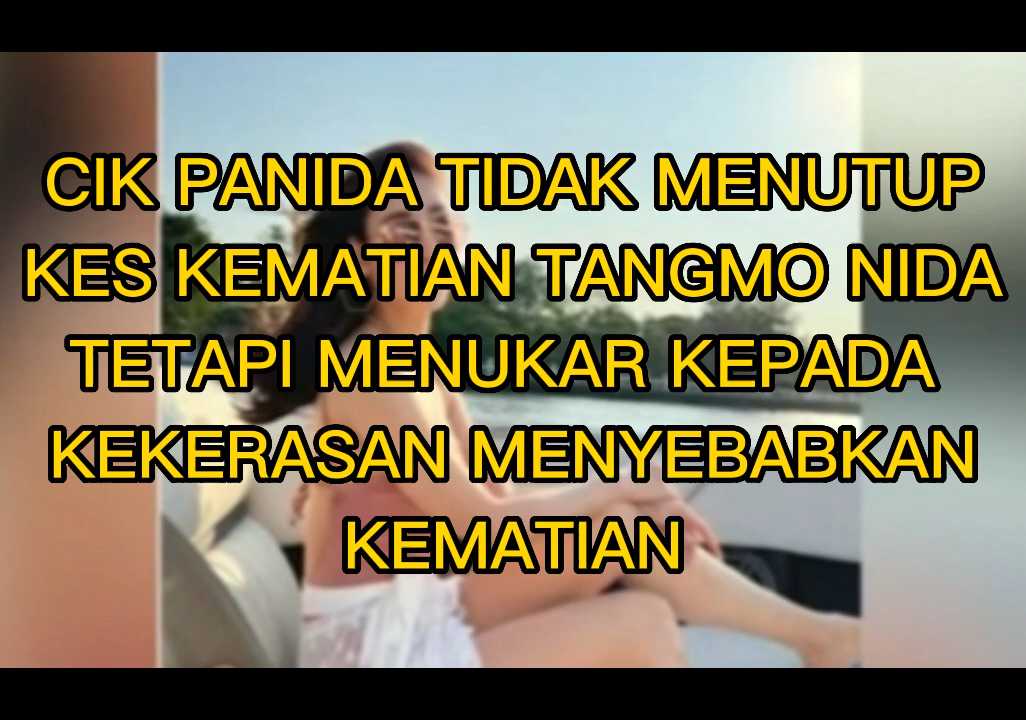 CIK PANIDA TIDAK MENUTUP
KES KEMATIAN TANGMO NIDA
TETAPI MENUKAR KEPADA
KEKERASAN MENYEBABKAN
KEMATIAN